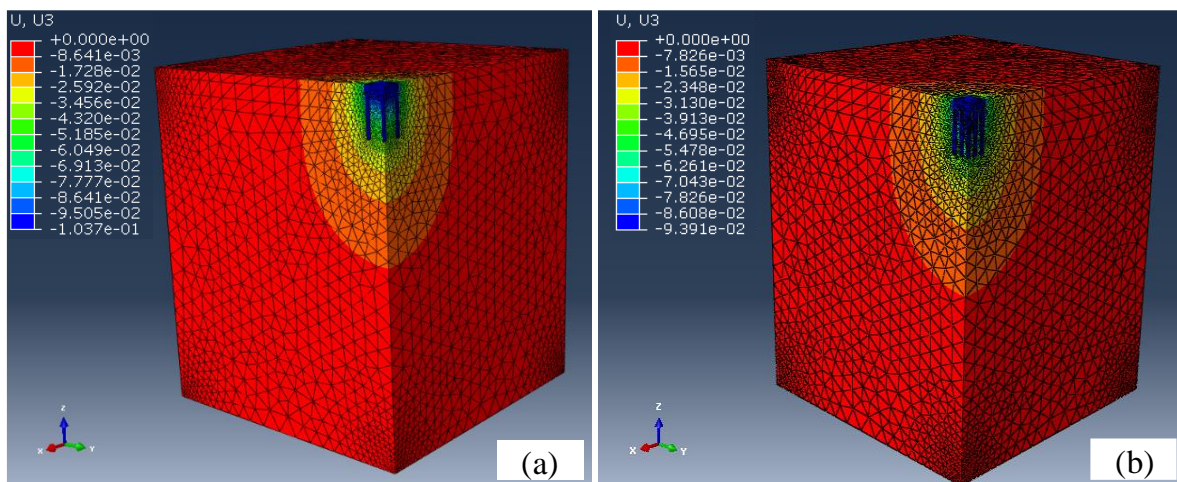 U, U3
+0.000e+00
-8.641e-03
-1.728e-02
-2.592e-02
-3.456e-02
-4.320e-02
-5.185e-02
-6.049e-02
-6.913e-02
-7.777e-02
-8.641e-02
-9.505e-02
-1.037e-01
Z
X
Y
(a)
U, U3
+0.000e+00
-7.826e-03
-1.565e-02
-2.348e-02
-3.130e-02
-3.913e-02
-4.695e-02
-5.478e-02
-6.261e-02
-7.043e-02
-7.826e-02
-8.608e-02
-9.391e-02
Z
X
Y
(b)